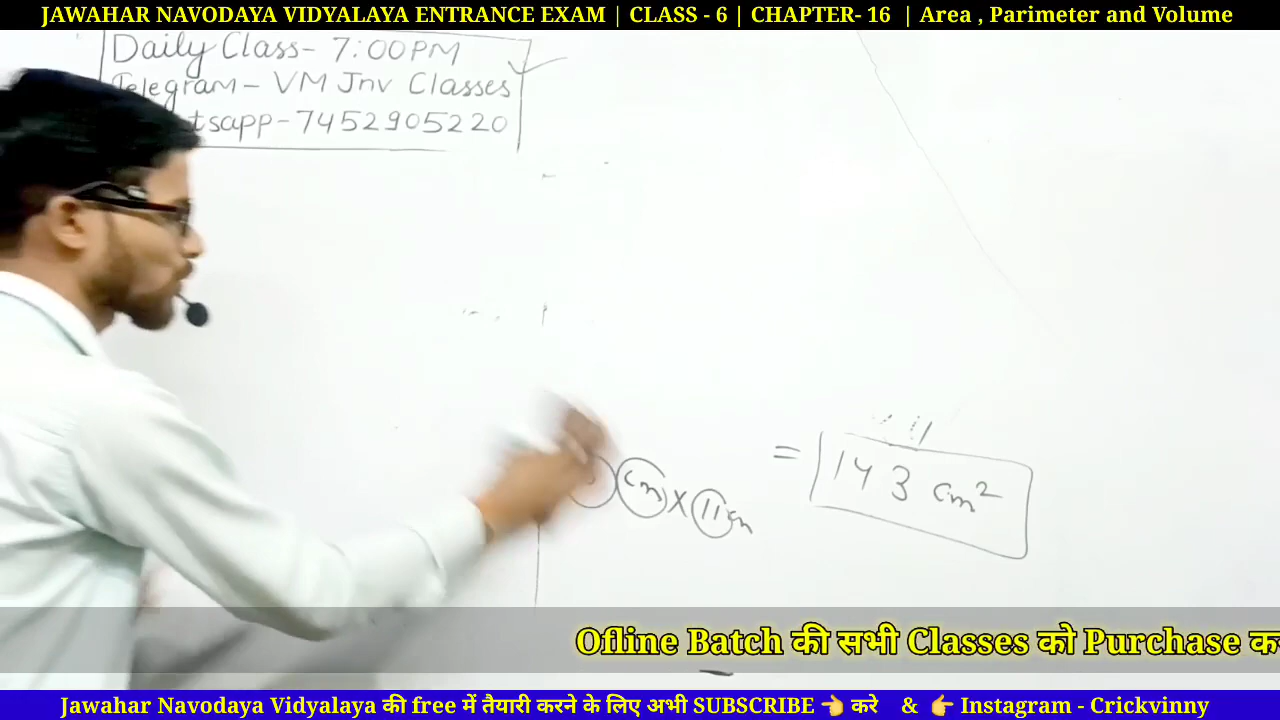 JAWAHAR NAVODAYA VIDYALAYA ENTRANCE EXAM | CLASS - 6 | CHAPTER- 16 | Area , Parimeter and Volume
Daily Class- 7:00PM
Telegram- VM Jnv Classes
tsapp-7452905220
cm x 11cm = 143 cm²
Ofline Batch की सभी Classes को Purchase
Jawahar Navodaya Vidyalaya की free में तैयारी करने के लिए अभी SUBSCRIBE 👈 करे & 👉 Instagram - Crickvinny